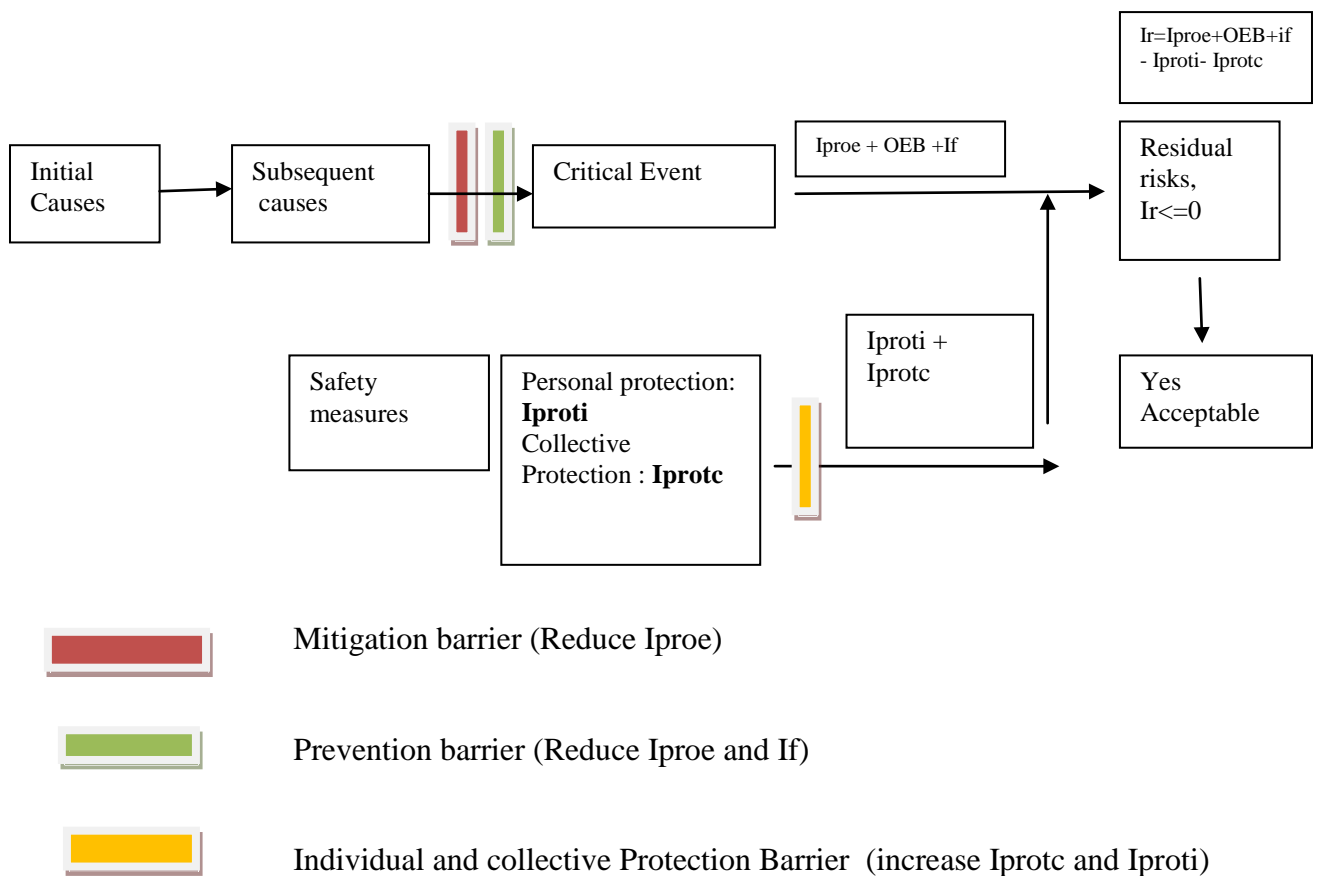 Ir=Iproe+OEB+if
- Iproti- Iprotc
Initial
Causes
Subsequent
causes
Critical Event
Iproe + OEB +If
Residual
risks,
Ir<=0
Safety
measures
Personal protection:
Iproti
Collective
Protection : Iprotc
Iproti +
Iprotc
Yes
Acceptable
Mitigation barrier (Reduce Iproe)
Prevention barrier (Reduce Iproe and If)
Individual and collective Protection Barrier (increase Iprotc and Iproti)